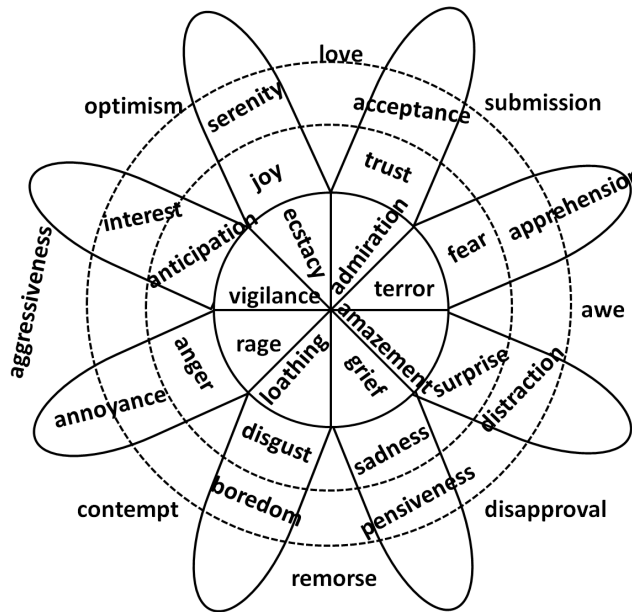 love
serenity
acceptance
optimism
submission
joy
trust
interest
apprehension
anticipation
ecstacy
admiration
fear
aggressiveness
vigilance
terror
awe
rage
amazement
anger
loathing
grief
surprise
distraction
annoyance
disgust
sadness
boredom
pensiveness
contempt
disapproval
remorse